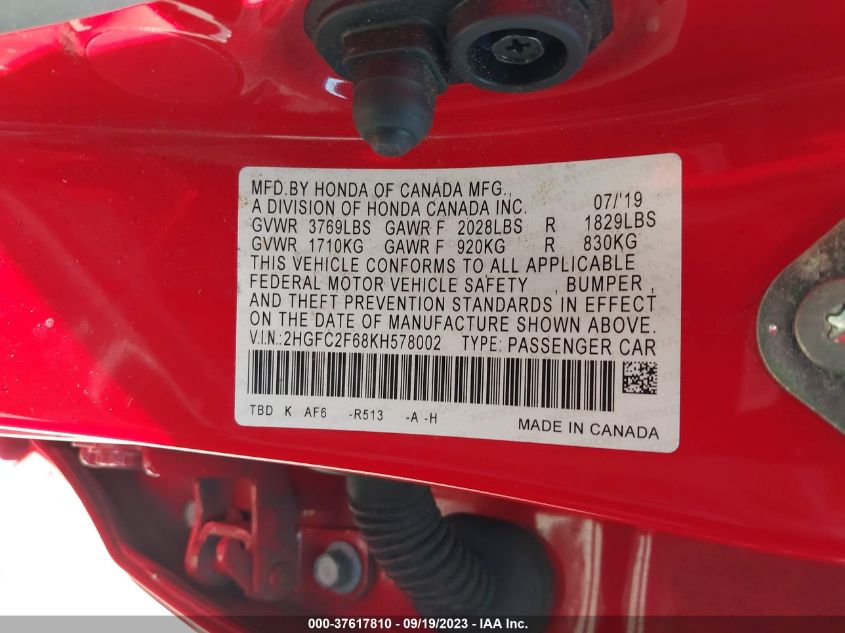 MFD.BY HONDA OF CANADA MFG.,
A DIVISION OF HONDA CANADA INC. 07/'19
GVWR 3769LBS GAWR F 2028LBS R 1829LBS
GVWR 1710KG GAWR F 920KG R 830KG
THIS VEHICLE CONFORMS TO ALL APPLICABLE
FEDERAL MOTOR VEHICLE SAFETY , BUMPER ,
AND THEFT PREVENTION STANDARDS IN EFFECT
ON THE DATE OF MANUFACTURE SHOWN ABOVE.
V.I.N.:2HGFC2F68KH578002 TYPE: PASSENGER CAR
TBD K AF6 -R513 -A -H
MADE IN CANADA
000-37617810 - 09/19/2023 - IAA Inc.